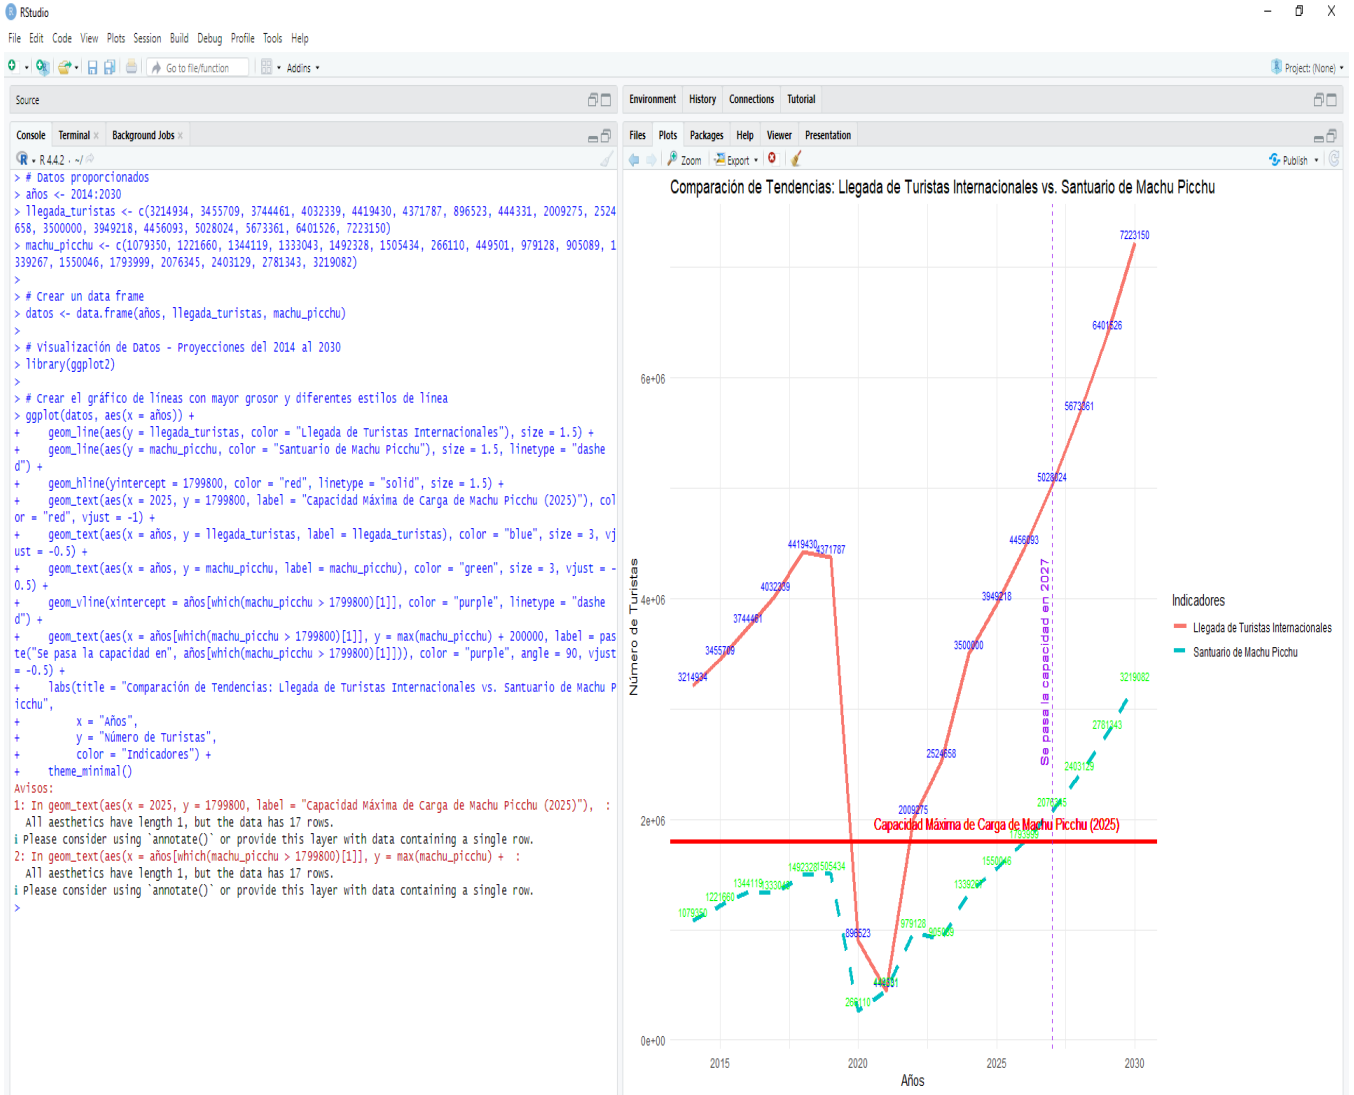 RStudio
File Edit Code View Plots Session Build Debug Profile Tools Help
Go to file/function
Addins
Project: (None)
Source
Console Terminal Background Jobs
R 4.4.2 . ~/
> # Datos proporcionados
> años <- 2014:2030
> llegada_turistas <- c(3214934, 3455709, 3744461, 4032339, 4419430, 4371787, 896523, 444331, 2009275, 2524
658, 3500000, 3949218, 4456093, 5028024, 5673361, 6401526, 7223150)
> machu_picchu <- c(1079350, 1221660, 1344119, 1333043, 1492328, 1505434, 266110, 449501, 979128, 905089, 1
339267, 1550046, 1793999, 2076345, 2403129, 2781343, 3219082)
>
> # Crear un data frame
> datos <- data.frame(años, llegada_turistas, machu_picchu)
>
> # Visualización de Datos - Proyecciones del 2014 al 2030
> library(ggplot2)
>
> # Crear el gráfico de líneas con mayor grosor y diferentes estilos de línea
> ggplot(datos, aes(x = años)) +
+ geom_line(aes(y = llegada_turistas, color = "Llegada de Turistas Internacionales"), size = 1.5) +
+ geom_line(aes(y = machu_picchu, color = "Santuario de Machu Picchu"), size = 1.5, linetype = "dashe
d") +
+ geom_hline(yintercept = 1799800, color = "red", linetype = "solid", size = 1.5) +
+ geom_text(aes(x = 2025, y = 1799800, label = "Capacidad Máxima de Carga de Machu Picchu (2025)"), col
or = "red", vjust = -1) +
+ geom_text(aes(x = años, y = llegada_turistas, label = llegada_turistas), color = "blue", size = 3, vj
ust = -0.5) +
+ geom_text(aes(x = años, y = machu_picchu, label = machu_picchu), color = "green", size = 3, vjust = -
0.5) +
+ geom_vline(xintercept = años[which(machu_picchu > 1799800)[1]], color = "purple", linetype = "dashe
d") +
+ geom_text(aes(x = años[which(machu_picchu > 1799800)[1]], y = max(machu_picchu) + 200000, label = pas
te("Se pasa la capacidad en", años[which(machu_picchu > 1799800)[1]])), color = "purple", angle = 90, vjust
= -0.5) +
+ labs(title = "Comparación de Tendencias: Llegada de Turistas Internacionales vs. Santuario de Machu P
icchu",
+ x = "Años",
+ y = "Número de Turistas",
+ color = "Indicadores") +
+ theme_minimal()
Avisos:
1: In geom_text(aes(x = 2025, y = 1799800, label = "Capacidad Máxima de Carga de Machu Picchu (2025)"), :
All aesthetics have length 1, but the data has 17 rows.
i Please consider using `annotate()` or provide this layer with data containing a single row.
2: In geom_text(aes(x = años[which(machu_picchu > 1799800)[1]], y = max(machu_picchu) + :
All aesthetics have length 1, but the data has 17 rows.
i Please consider using `annotate()` or provide this layer with data containing a single row.
>
Environment History Connections Tutorial
Files Plots Packages Help Viewer Presentation
Zoom Export Publish
Comparación de Tendencias: Llegada de Turistas Internacionales vs. Santuario de Machu Picchu
7223150
6401526
6e+06
5673361
5028024
4456093
4419430
4371787
4032339
4e+06
3949218
3744461
3500000
3455709
3214934
2524658
2009275
896523
444331
Número de Turistas
Se pasa la capacidad en 2027
3219082
2781343
2403129
2076345
2e+06
Capacidad Máxima de Carga de Machu Picchu (2025)
1793999
1550046
1492328
1505434
1339267
1344119
1333043
1221660
1079350
979128
905089
266110
0e+00
2015 2020 2025 2030
Años
Indicadores
Llegada de Turistas Internacionales
Santuario de Machu Picchu